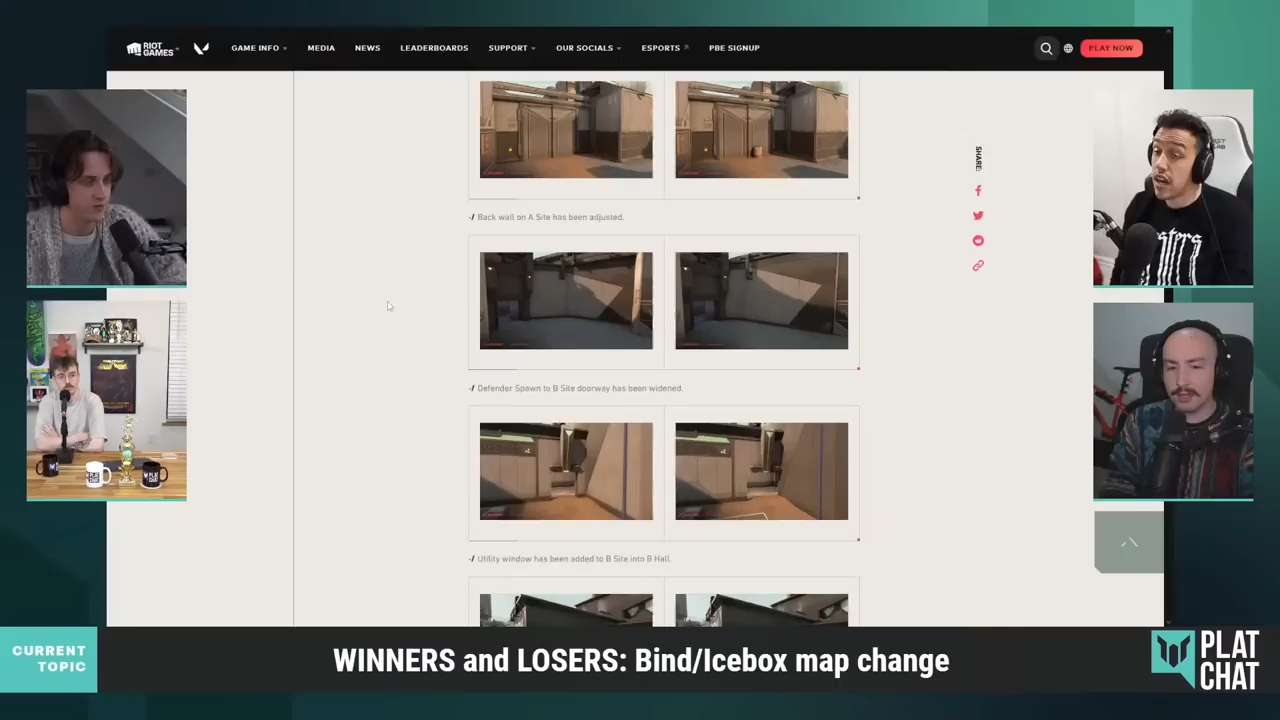 RIOT
GAMES
GAME INFO
MEDIA
NEWS
LEADERBOARDS
SUPPORT
OUR SOCIALS
ESPORTS
PBE SIGNUP
PLAY NOW
SHARE:
·/ Back wall on A Site has been adjusted.
·/ Defender Spawn to B Site doorway has been widened.
·/ Utility window has been added to B Site into B Hall.
CURRENT
TOPIC
WINNERS and LOSERS: Bind/Icebox map change
PLAT
CHAT